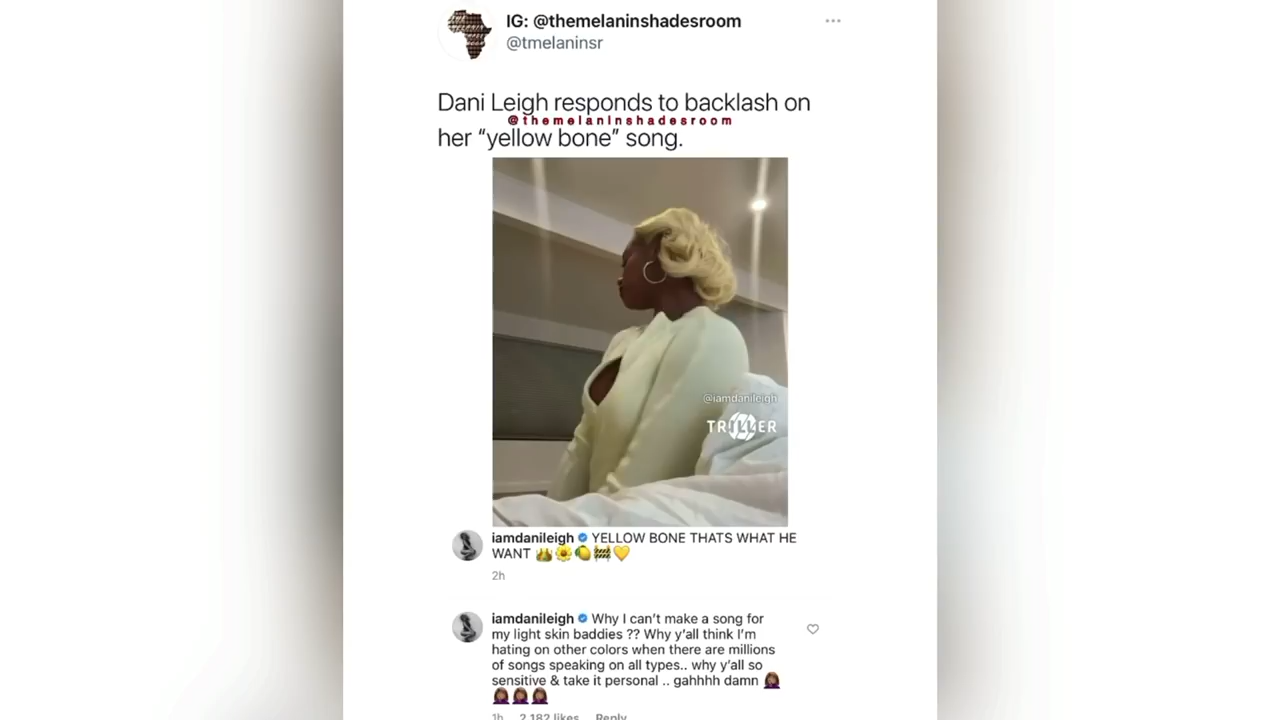 IG: @themelaninshadesroom
@tmelaninsr
Dani Leigh responds to backlash on
@themelaninshadesroom
her “yellow bone” song.
@iamdanileigh
TRILLER
iamdanileigh YELLOW BONE THATS WHAT HE
WANT 👑🌼🍋🚧💛
2h
iamdanileigh Why I can’t make a song for
my light skin baddies ?? Why y’all think I’m
hating on other colors when there are millions
of songs speaking on all types.. why y’all so
sensitive & take it personal .. gahhhh damn 🤦🏽‍♀️
🤦🏽‍♀️🤦🏽‍♀️🤦🏽‍♀️
1h 2,182 likes Reply